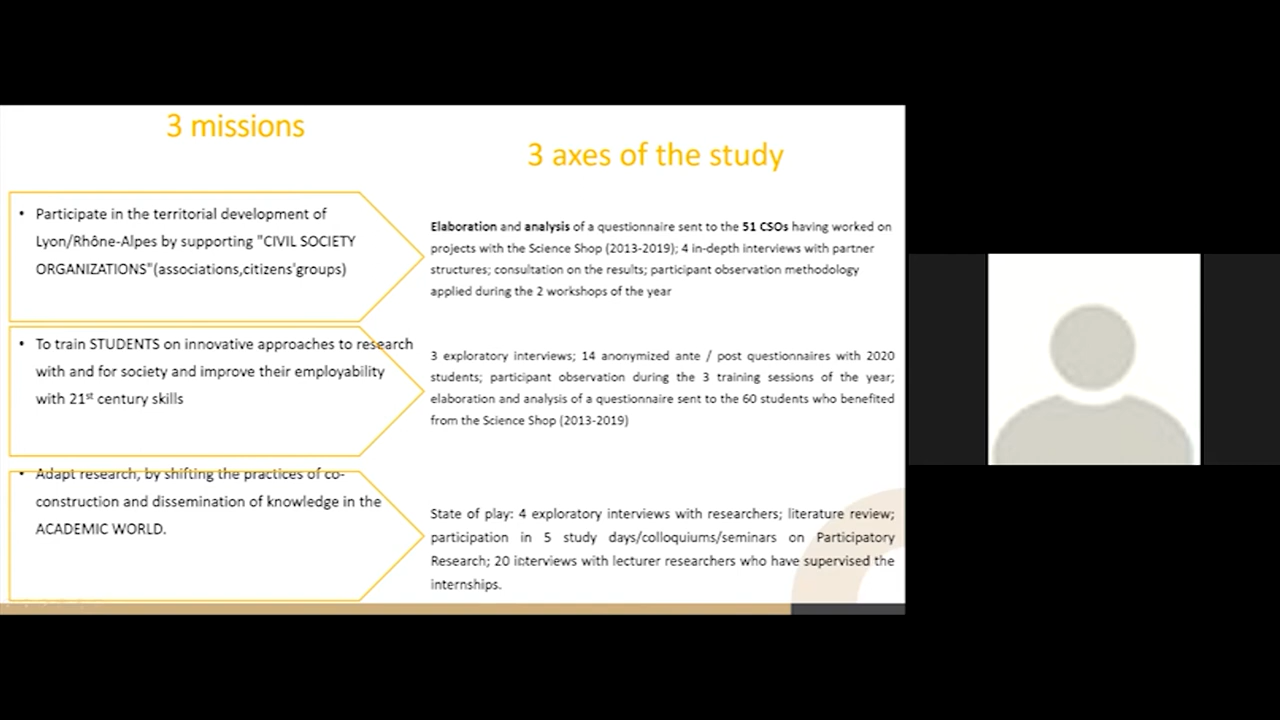 3 missions
3 axes of the study
• Participate in the territorial development of
Lyon/Rhône-Alpes by supporting "CIVIL SOCIETY
ORGANIZATIONS"(associations,citizens'groups)
Elaboration and analysis of a questionnaire sent to the 51 CSOs having worked on
projects with the Science Shop (2013-2019); 4 in-depth interviews with partner
structures; consultation on the results; participant observation methodology
applied during the 2 workshops of the year
• To train STUDENTS on innovative approaches to research
with and for society and improve their employability
with 21st century skills
3 exploratory interviews; 14 anonymized ante / post questionnaires with 2020
students; participant observation during the 3 training sessions of the year;
elaboration and analysis of a questionnaire sent to the 60 students who benefited
from the Science Shop (2013-2019)
• Adapt research, by shifting the practices of co-
construction and dissemination of knowledge in the
ACADEMIC WORLD.
State of play: 4 exploratory interviews with researchers; literature review;
participation in 5 study days/colloquiums/seminars on Participatory
Research; 20 interviews with lecturer researchers who have supervised the
internships.